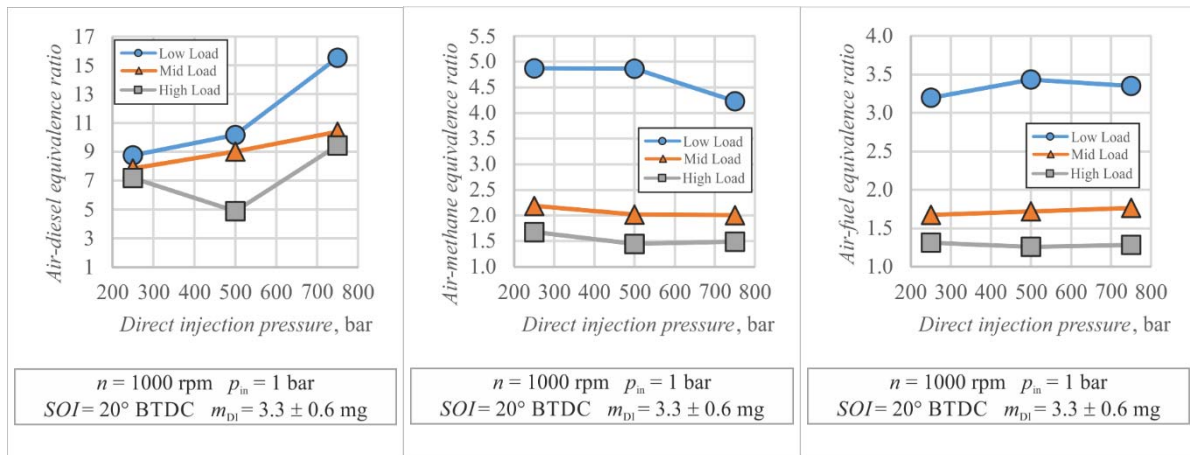 Air-diesel equivalence ratio
17
15
13
11
9
7
5
3
1
Low Load
Mid Load
High Load
200 300 400 500 600 700 800
Direct injection pressure, bar
n = 1000 rpm p_in = 1 bar
SOI = 20° BTDC m_DI = 3.3 ± 0.6 mg
Air-methane equivalence ratio
5.5
5.0
4.5
4.0
3.5
3.0
2.5
2.0
1.5
1.0
Low Load
Mid Load
High Load
200 300 400 500 600 700 800
Direct injection pressure, bar
n = 1000 rpm p_in = 1 bar
SOI = 20° BTDC m_DI = 3.3 ± 0.6 mg
Air-fuel equivalence ratio
4.0
3.5
3.0
2.5
2.0
1.5
1.0
Low Load
Mid Load
High Load
200 300 400 500 600 700 800
Direct injection pressure, bar
n = 1000 rpm p_in = 1 bar
SOI = 20° BTDC m_DI = 3.3 ± 0.6 mg